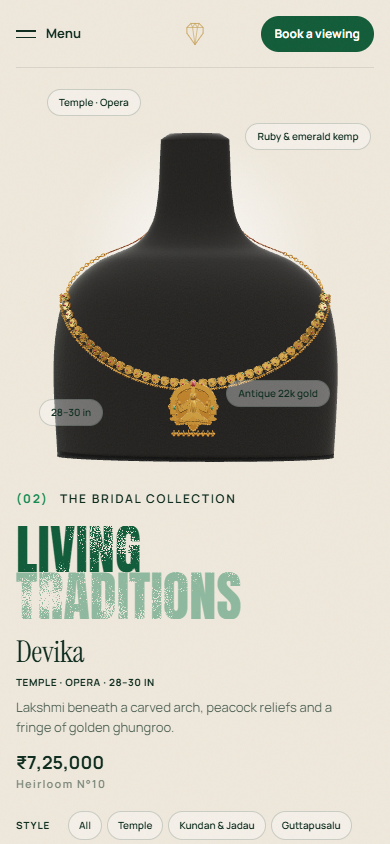 Menu
Book a viewing
Temple · Opera
Ruby & emerald kemp
Antique 22k gold
28–30 in
(02) THE BRIDAL COLLECTION
LIVING
TRADITIONS
Devika
TEMPLE · OPERA · 28–30 IN
Lakshmi beneath a carved arch, peacock reliefs and a
fringe of golden ghungroo.
₹7,25,000
Heirloom N°10
STYLE All Temple Kundan & Jadau Guttapusalu